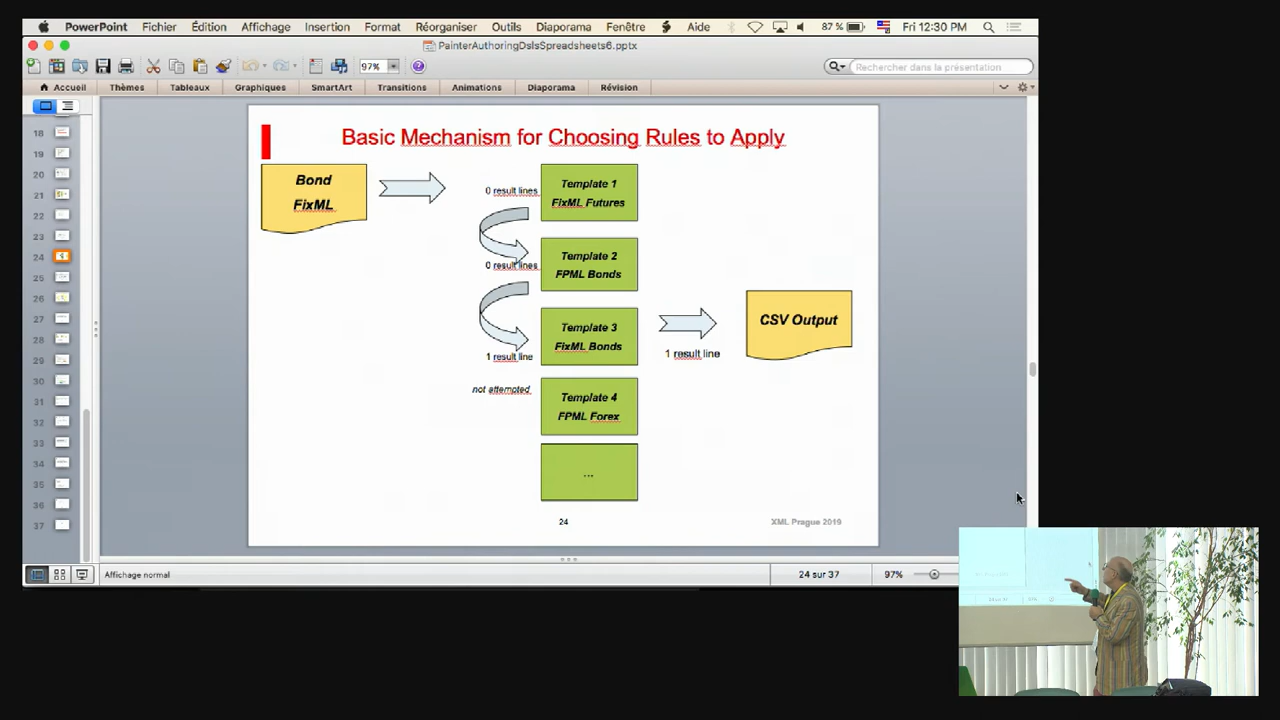 PowerPoint Fichier Édition Affichage Insertion Format Réorganiser Outils Diaporama Fenêtre Aide 87 % Fri 12:30 PM
PainterAuthoringDslsSpreadsheets6.pptx
97%
Rechercher dans la présentation
Accueil Thèmes Tableaux Graphiques SmartArt Transitions Animations Diaporama Révision
18
19
20
21
22
23
24
25
26
27
28
29
30
31
32
33
34
35
36
37
Basic Mechanism for Choosing Rules to Apply
Bond
FixML
0 result lines
Template 1
FixML Futures
0 result lines
Template 2
FPML Bonds
1 result line
Template 3
FixML Bonds
1 result line
CSV Output
not attempted
Template 4
FPML Forex
...
24
XML Prague 2019
Affichage normal
24 sur 37
97%